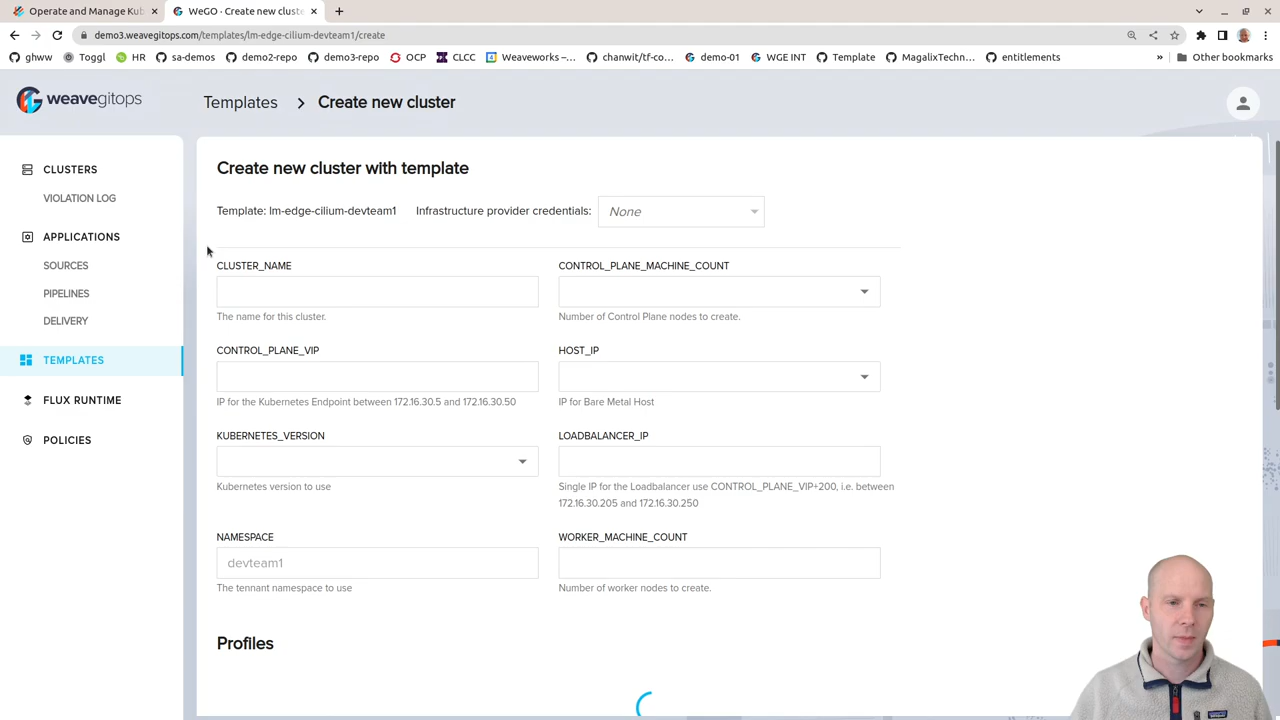 Operate and Manage Kub
WeGO · Create new cluste
demo3.weavegitops.com/templates/lm-edge-cilium-devteam1/create
ghww
Toggl
HR
sa-demos
demo2-repo
demo3-repo
OCP
CLCC
Weaveworks –…
chanwit/tf-co…
demo-01
WGE INT
Template
MagalixTechn…
entitlements
»
Other bookmarks
weavegitops
Templates > Create new cluster
CLUSTERS
VIOLATION LOG
APPLICATIONS
SOURCES
PIPELINES
DELIVERY
TEMPLATES
FLUX RUNTIME
POLICIES
Create new cluster with template
Template: lm-edge-cilium-devteam1
Infrastructure provider credentials:
None
CLUSTER_NAME
The name for this cluster.
CONTROL_PLANE_MACHINE_COUNT
Number of Control Plane nodes to create.
CONTROL_PLANE_VIP
IP for the Kubernetes Endpoint between 172.16.30.5 and 172.16.30.50
HOST_IP
IP for Bare Metal Host
KUBERNETES_VERSION
Kubernetes version to use
LOADBALANCER_IP
Single IP for the Loadbalancer use CONTROL_PLANE_VIP+200, i.e. between
172.16.30.205 and 172.16.30.250
NAMESPACE
devteam1
The tennant namespace to use
WORKER_MACHINE_COUNT
Number of worker nodes to create.
Profiles